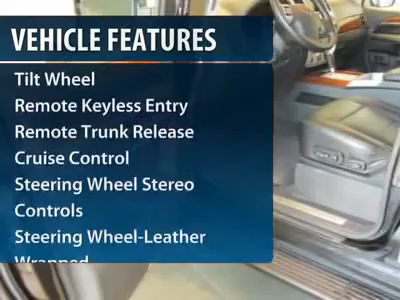 VEHICLE FEATURES
Tilt Wheel
Remote Keyless Entry
Remote Trunk Release
Cruise Control
Steering Wheel Stereo
Controls
Steering Wheel-Leather
Wrapped